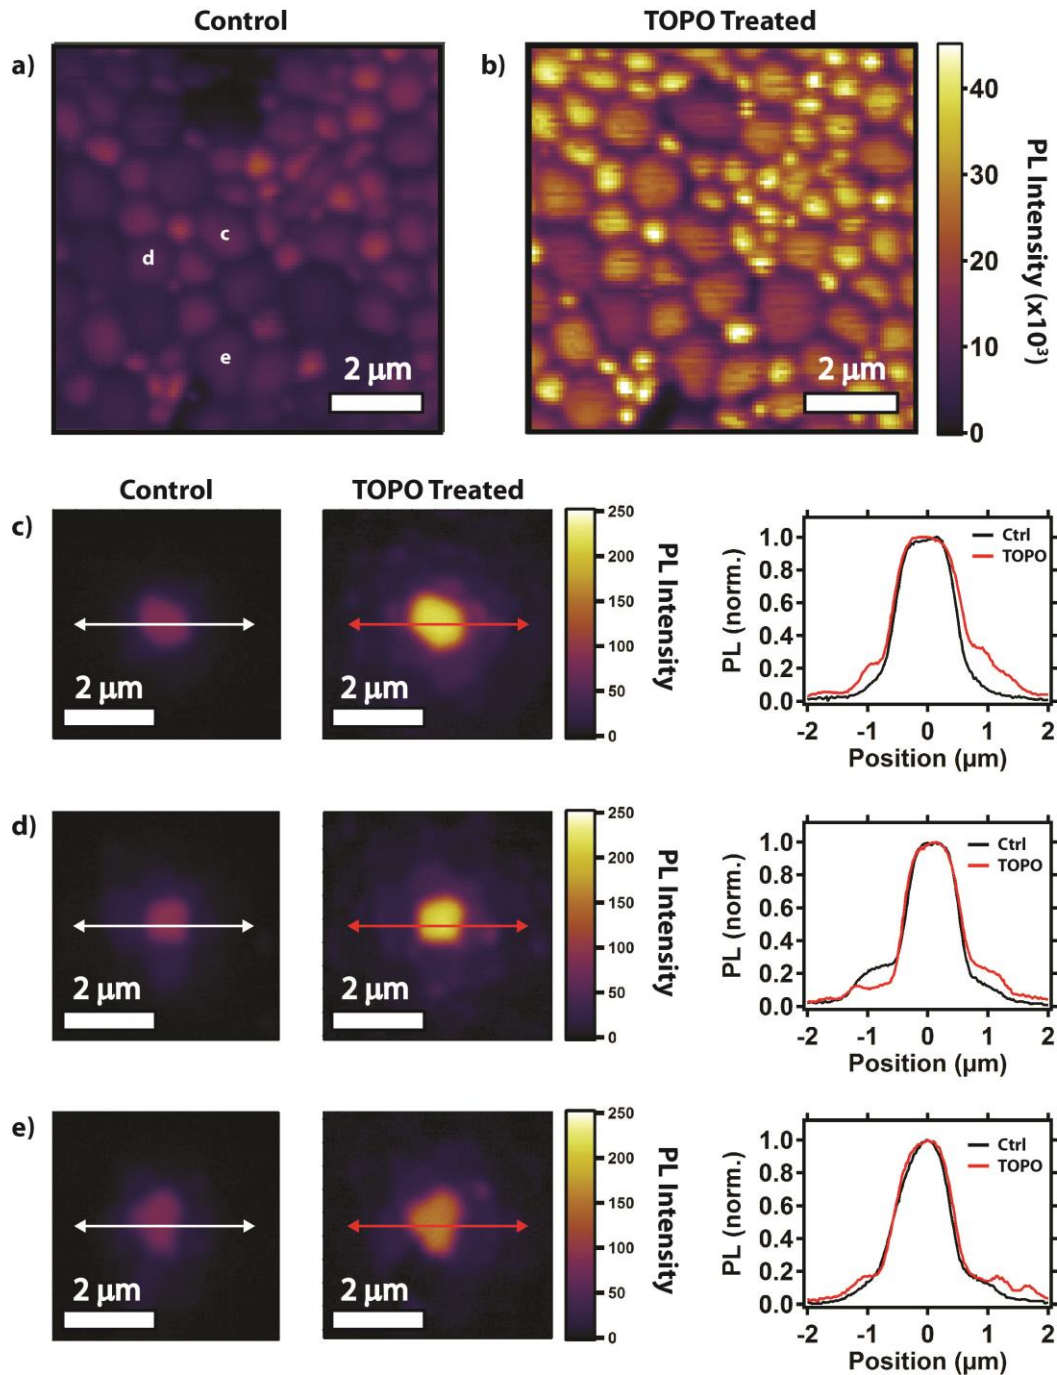 Control TOPO Treated
a) b)
c
d
e
2 μm 2 μm
40
30
20
10
0
PL Intensity (x10³)
Control TOPO Treated
c)
2 μm 2 μm
250
200
150
100
50
0
PL Intensity
PL (norm.)
1.0
0.8
0.6
0.4
0.2
0.0
Ctrl
TOPO
-2 -1 0 1 2
Position (μm)
d)
2 μm 2 μm
250
200
150
100
50
0
PL Intensity
PL (norm.)
1.0
0.8
0.6
0.4
0.2
0.0
Ctrl
TOPO
-2 -1 0 1 2
Position (μm)
e)
2 μm 2 μm
250
200
150
100
50
0
PL Intensity
PL (norm.)
1.0
0.8
0.6
0.4
0.2
0.0
Ctrl
TOPO
-2 -1 0 1 2
Position (μm)